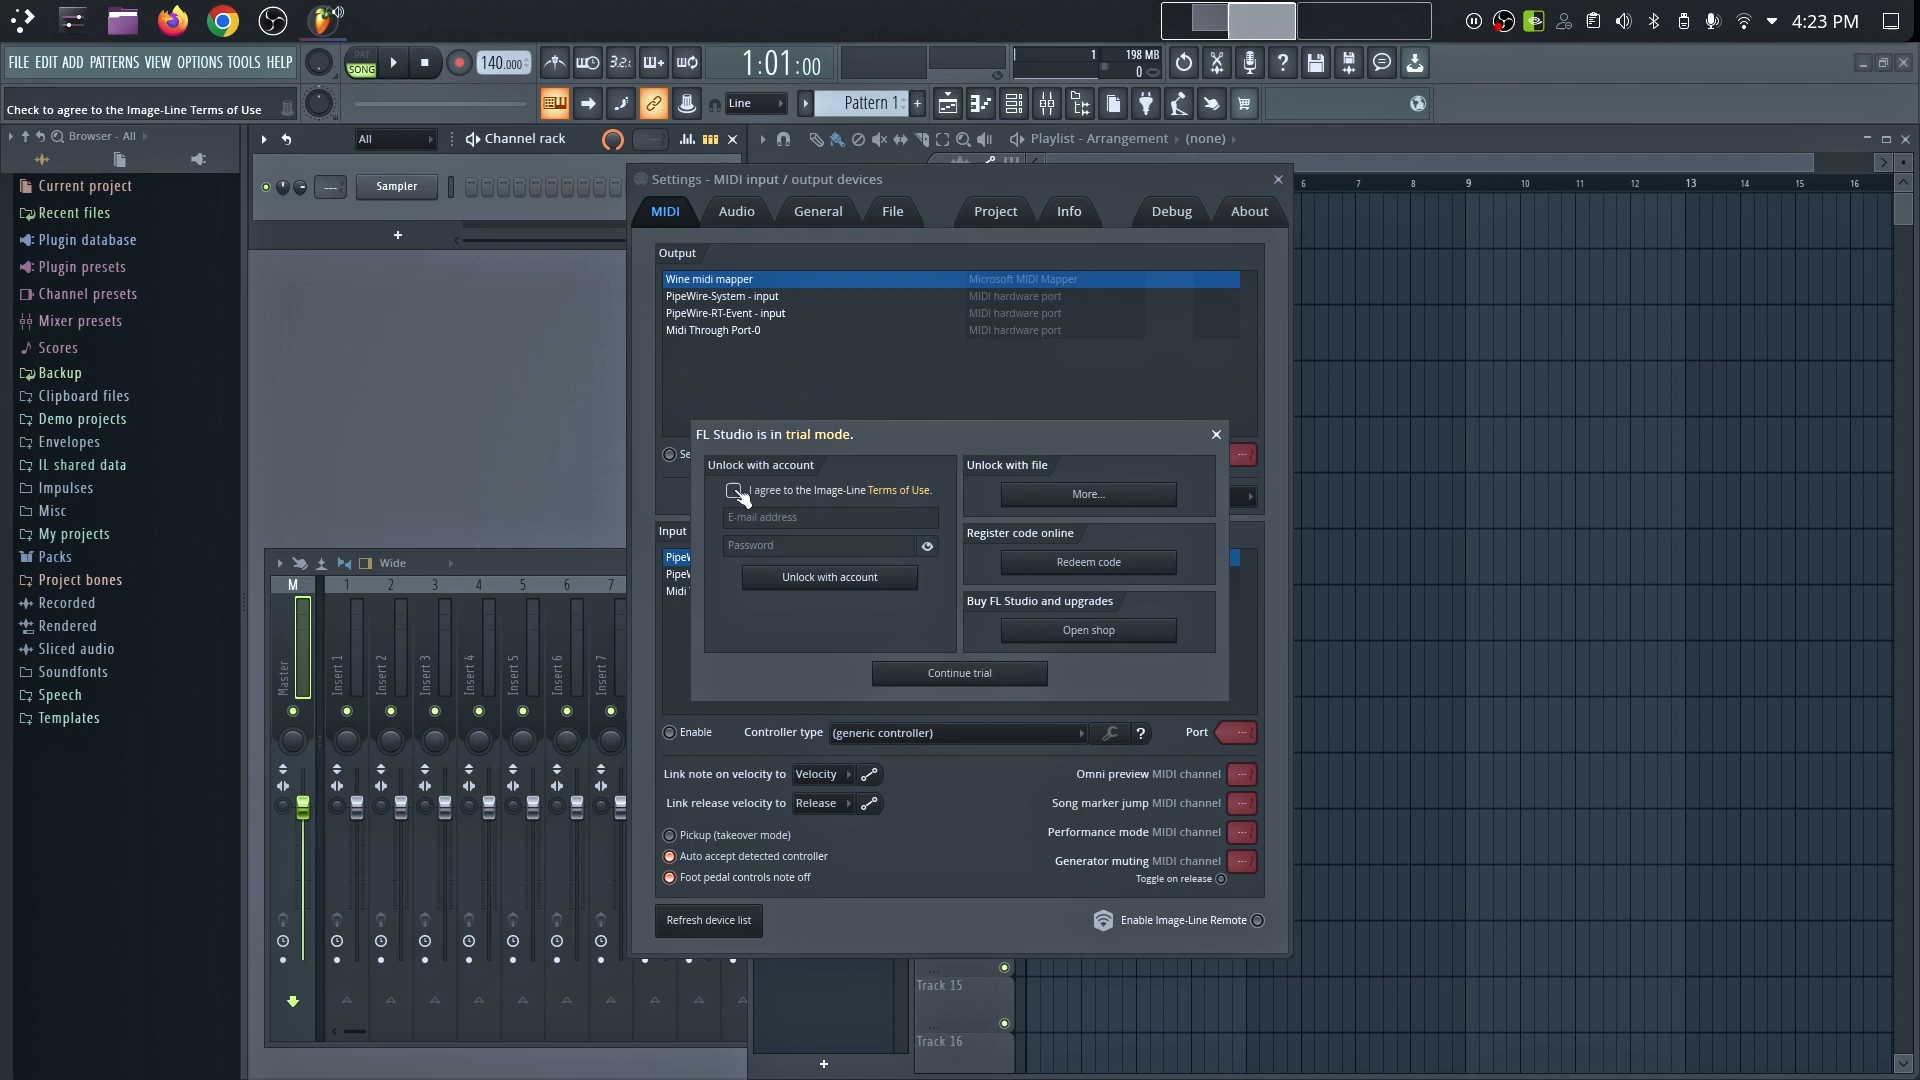 4:23 PM
FILE EDIT ADD PATTERNS VIEW OPTIONS TOOLS HELP
PAT
SONG
140.000
3.2:
1:01:00
1
198 MB
0
Check to agree to the Image-Line Terms of Use
Line
Pattern 1
+
Browser - All
All
Channel rack
Playlist - Arrangement
(none)
Current project
Recent files
Plugin database
Plugin presets
Channel presets
Mixer presets
Scores
Backup
Clipboard files
Demo projects
Envelopes
IL shared data
Impulses
Misc
My projects
Packs
Project bones
Recorded
Rendered
Sliced audio
Soundfonts
Speech
Templates
---
Sampler
+
6 7 8 9 10 11 12 13 14 15 16
Settings - MIDI input / output devices
MIDI Audio General File Project Info Debug About
Output
Wine midi mapper Microsoft MIDI Mapper
PipeWire-System - input MIDI hardware port
PipeWire-RT-Event - input MIDI hardware port
Midi Through Port-0 MIDI hardware port
Se
Input
PipeW
PipeW
Midi
FL Studio is in trial mode.
Unlock with account
I agree to the Image-Line Terms of Use.
E-mail address
Password
Unlock with account
Unlock with file
More...
Register code online
Redeem code
Buy FL Studio and upgrades
Open shop
Continue trial
Enable
Controller type
(generic controller)
?
Port
Link note on velocity to
Velocity
Link release velocity to
Release
Pickup (takeover mode)
Auto accept detected controller
Foot pedal controls note off
Omni preview MIDI channel
Song marker jump MIDI channel
Performance mode MIDI channel
Generator muting MIDI channel
Toggle on release
Refresh device list
Enable Image-Line Remote
Wide
M 1 2 3 4 5 6 7
Master
Insert 1
Insert 2
Insert 3
Insert 4
Insert 5
Insert 6
Insert 7
Track 15
Track 16
+